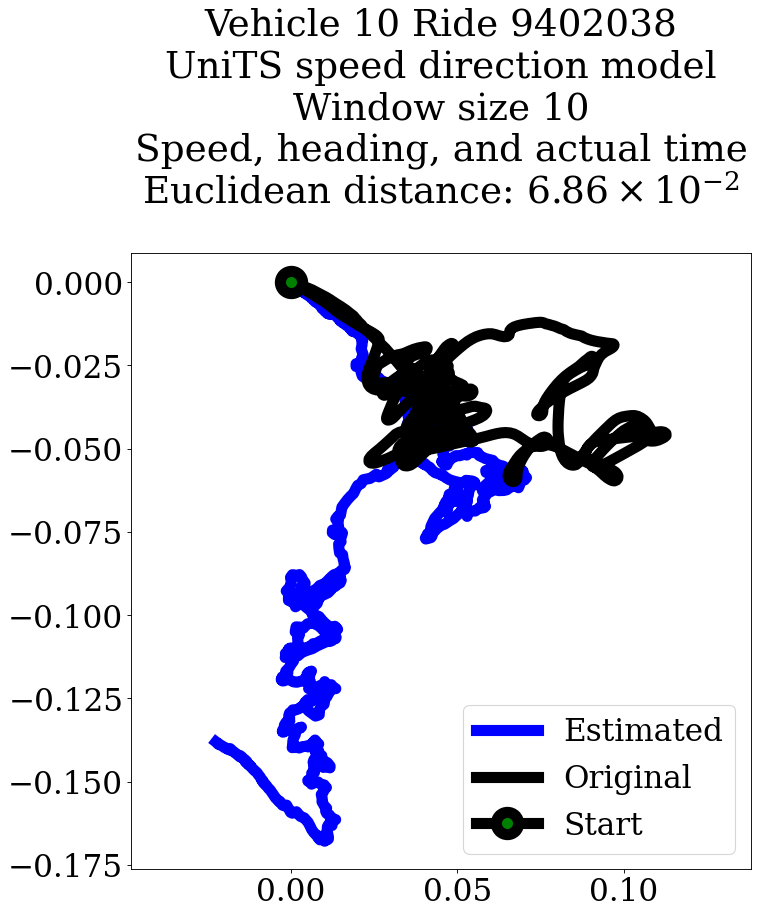 Vehicle 10 Ride 9402038
UniTS speed direction model
Window size 10
Speed, heading, and actual time
Euclidean distance: 6.86 × 10⁻²
0.000
−0.025
−0.050
−0.075
−0.100
−0.125
−0.150
−0.175
Estimated
Original
Start
0.00 0.05 0.10